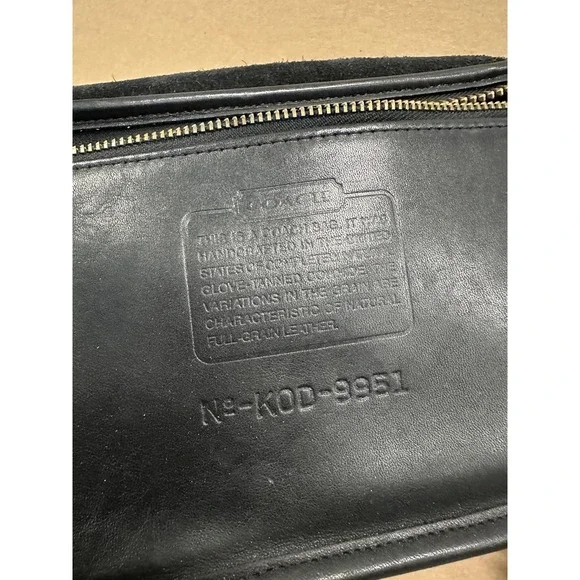 COACH
THIS IS A COACH BAG. IT WAS
HANDCRAFTED IN THE UNITED
STATES OF COMPLETELY NATURAL
GLOVE-TANNED COWHIDE. THE
VARIATIONS IN THE GRAIN ARE
CHARACTERISTIC OF NATURAL
FULL-GRAIN LEATHER.
Nº-KOD-9951